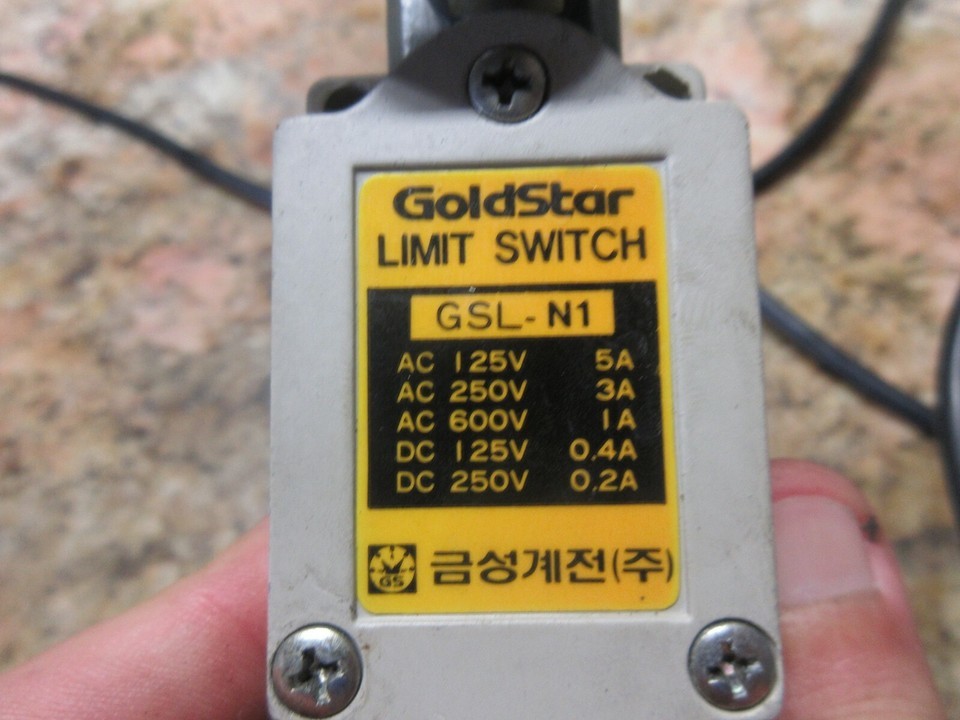 GoldStar
LIMIT SWITCH
GSL-N1
AC 125V 5A
AC 250V 3A
AC 600V 1A
DC 125V 0.4A
DC 250V 0.2A
GS 금성계전(주)